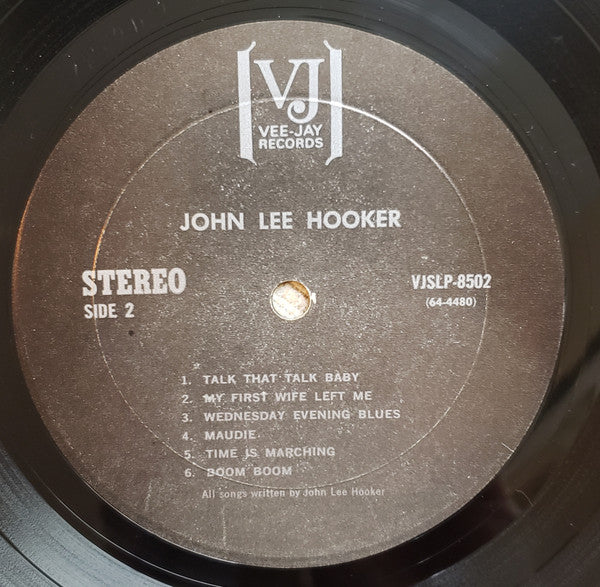 VJ
VEE-JAY
RECORDS
JOHN LEE HOOKER
STEREO
SIDE 2
VJSLP-8502
(64-4480)
1. TALK THAT TALK BABY
2. MY FIRST WIFE LEFT ME
3. WEDNESDAY EVENING BLUES
4. MAUDIE
5. TIME IS MARCHING
6. BOOM BOOM
All songs written by John Lee Hooker